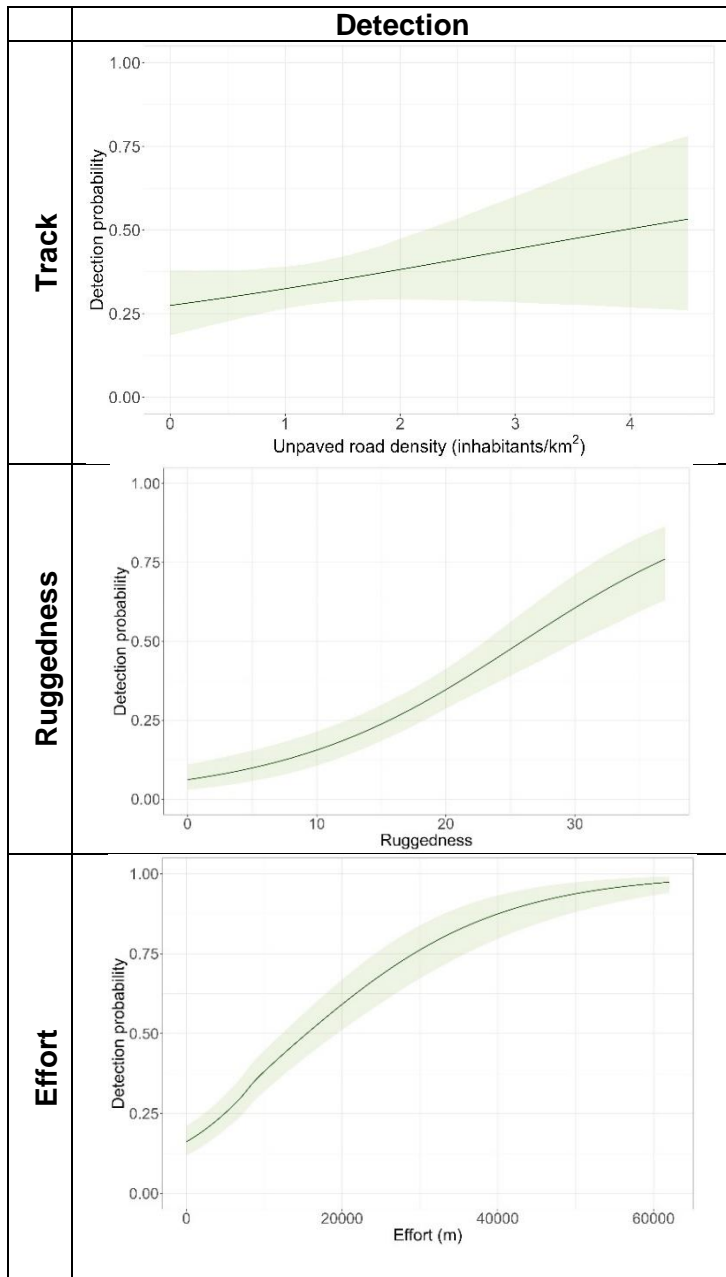 Detection
Track
Detection probability
1.00
0.75
0.50
0.25
0.00
0 1 2 3 4
Unpaved road density (inhabitants/km²)
Ruggedness
Detection probability
1.00
0.75
0.50
0.25
0.00
0 10 20 30
Ruggedness
Effort
Detection probability
1.00
0.75
0.50
0.25
0.00
0 20000 40000 60000
Effort (m)